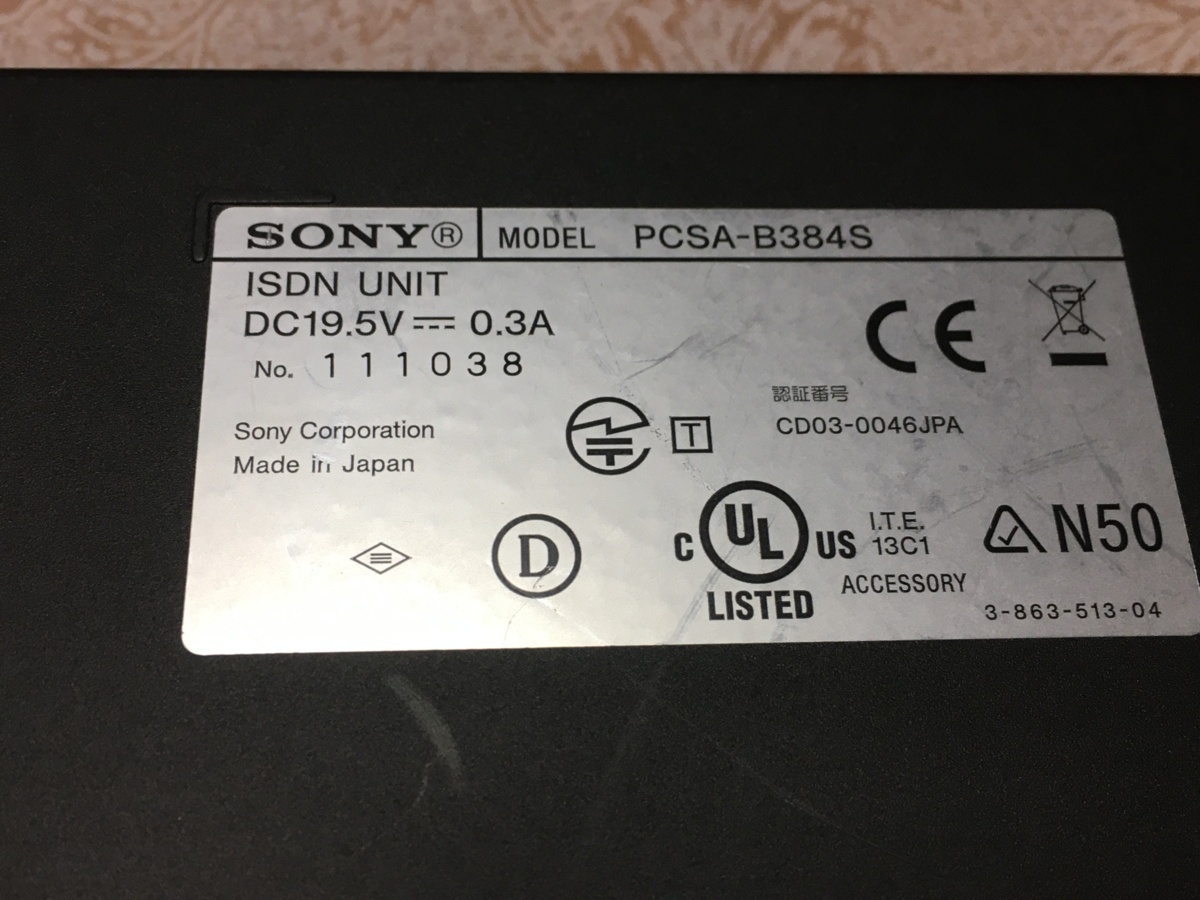 SONY® MODEL PCSA-B384S
ISDN UNIT
DC19.5V ⎓ 0.3A
No. 111038
CE
認証番号
CD03-0046JPA
T
Sony Corporation
Made in Japan
D
C UL US
LISTED
I.T.E.
13C1
ACCESSORY
N50
3-863-513-04